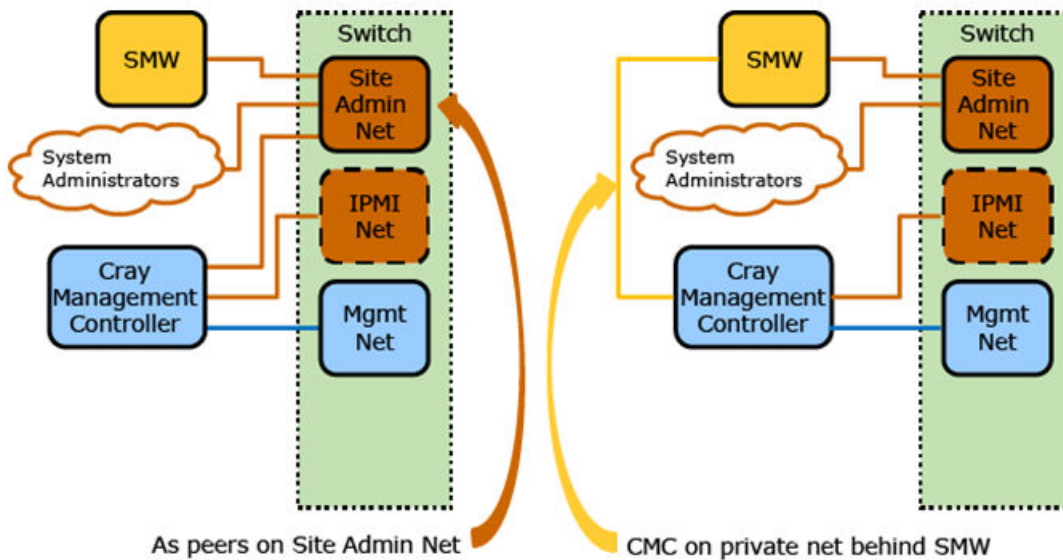 SMW
Switch
Site
Admin
Net
System
Administrators
IPMI
Net
Cray
Management
Controller
Mgmt
Net
As peers on Site Admin Net
SMW
Switch
Site
Admin
Net
System
Administrators
IPMI
Net
Cray
Management
Controller
Mgmt
Net
CMC on private net behind SMW